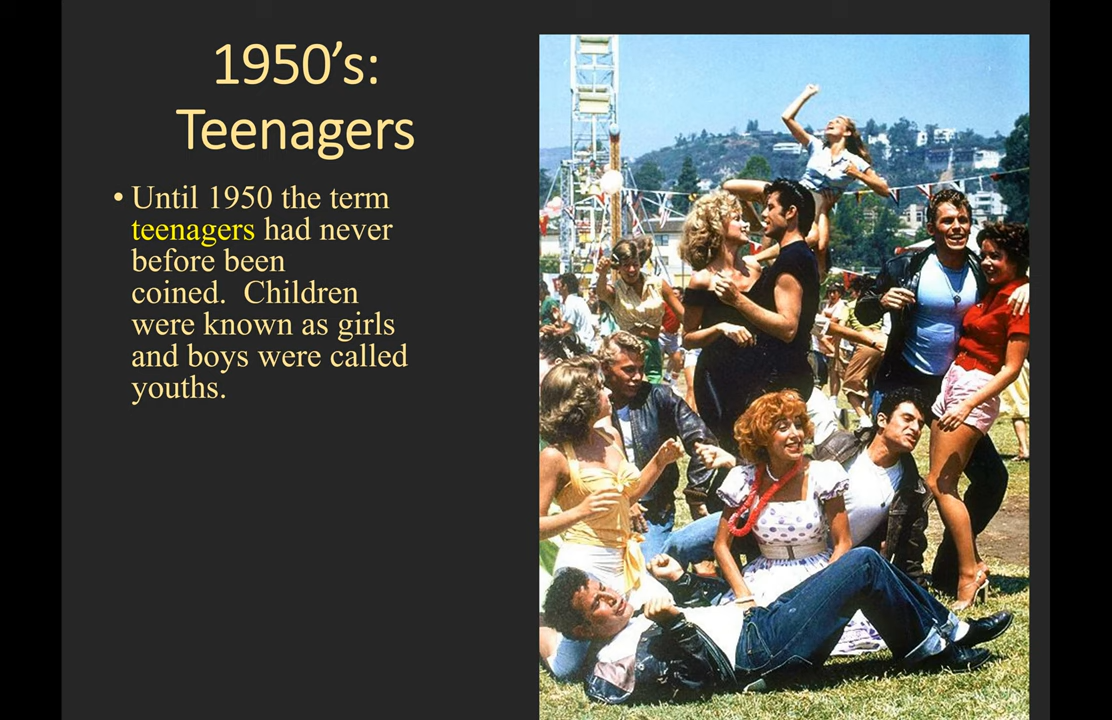 1950’s:
Teenagers
• Until 1950 the term
teenagers had never
before been
coined.  Children
were known as girls
and boys were called
youths.